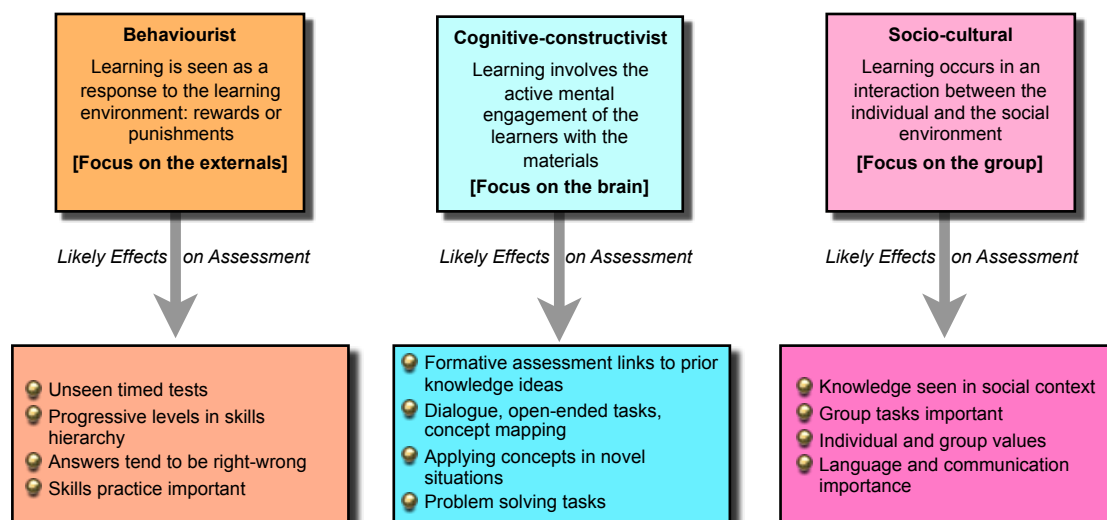 Behaviourist
Learning is seen as a
response to the learning
environment: rewards or
punishments
[Focus on the externals]
Cognitive-constructivist
Learning involves the
active mental
engagement of the
learners with the
materials
[Focus on the brain]
Socio-cultural
Learning occurs in an
interaction between the
individual and the social
environment
[Focus on the group]
Likely Effects on Assessment
Likely Effects on Assessment
Likely Effects on Assessment
Unseen timed tests
Progressive levels in skills
hierarchy
Answers tend to be right-wrong
Skills practice important
Formative assessment links to prior
knowledge ideas
Dialogue, open-ended tasks,
concept mapping
Applying concepts in novel
situations
Problem solving tasks
Knowledge seen in social context
Group tasks important
Individual and group values
Language and communication
importance